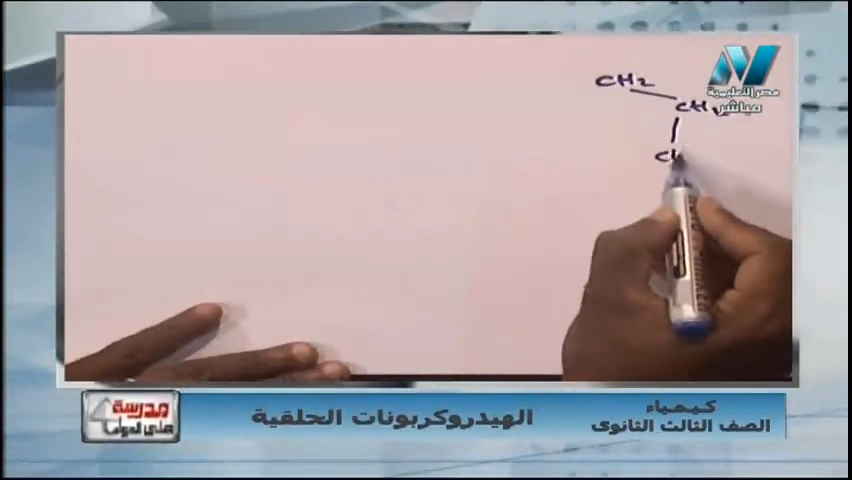 مصر التعليمية
مباشر
CH2
CH
C
كيمياء
الصف الثالث الثانوى
الهيدروكربونات الحلقية
مدرسة
على الهواء